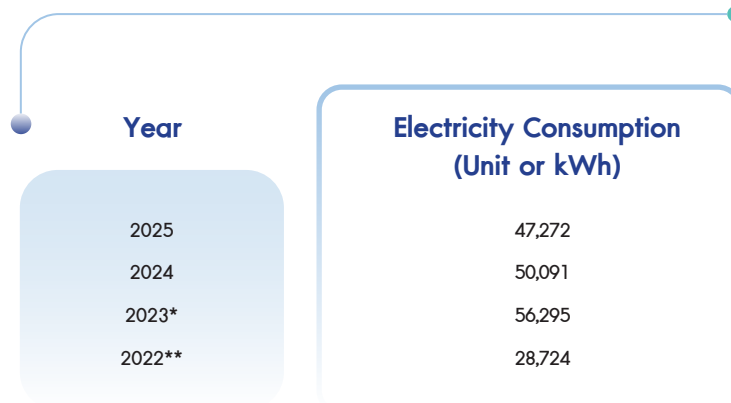 Year Electricity Consumption
(Unit or kWh)
2025 47,272
2024 50,091
2023* 56,295
2022** 28,724